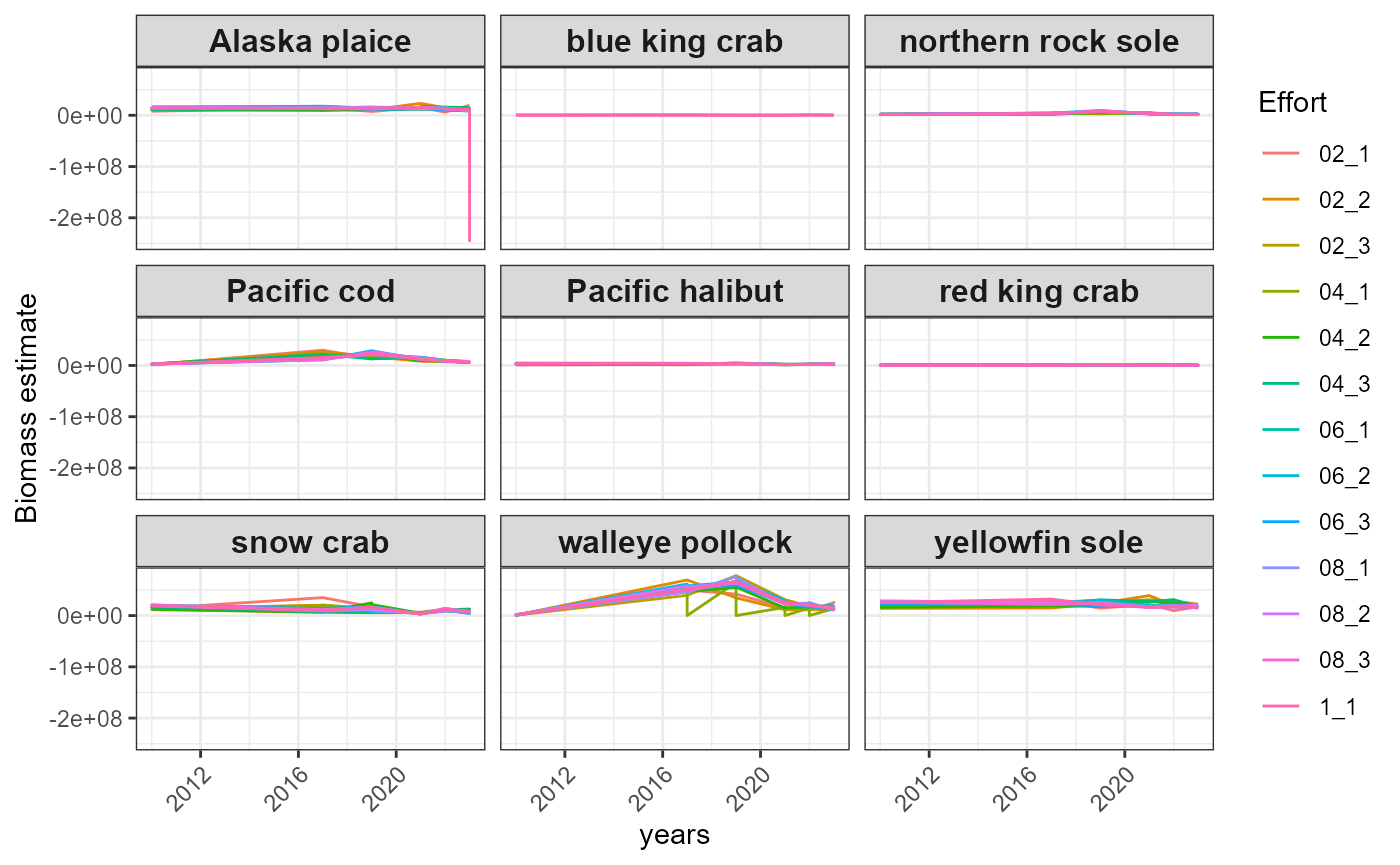 Alaska plaice
blue king crab
northern rock sole
0e+00
-1e+08
-2e+08
Pacific cod
Pacific halibut
red king crab
0e+00
-1e+08
-2e+08
snow crab
walleye pollock
yellowfin sole
0e+00
-1e+08
-2e+08
2012
2016
2020
2012
2016
2020
2012
2016
2020
years
Biomass estimate
Effort
02_1
02_2
02_3
04_1
04_2
04_3
06_1
06_2
06_3
08_1
08_2
08_3
1_1